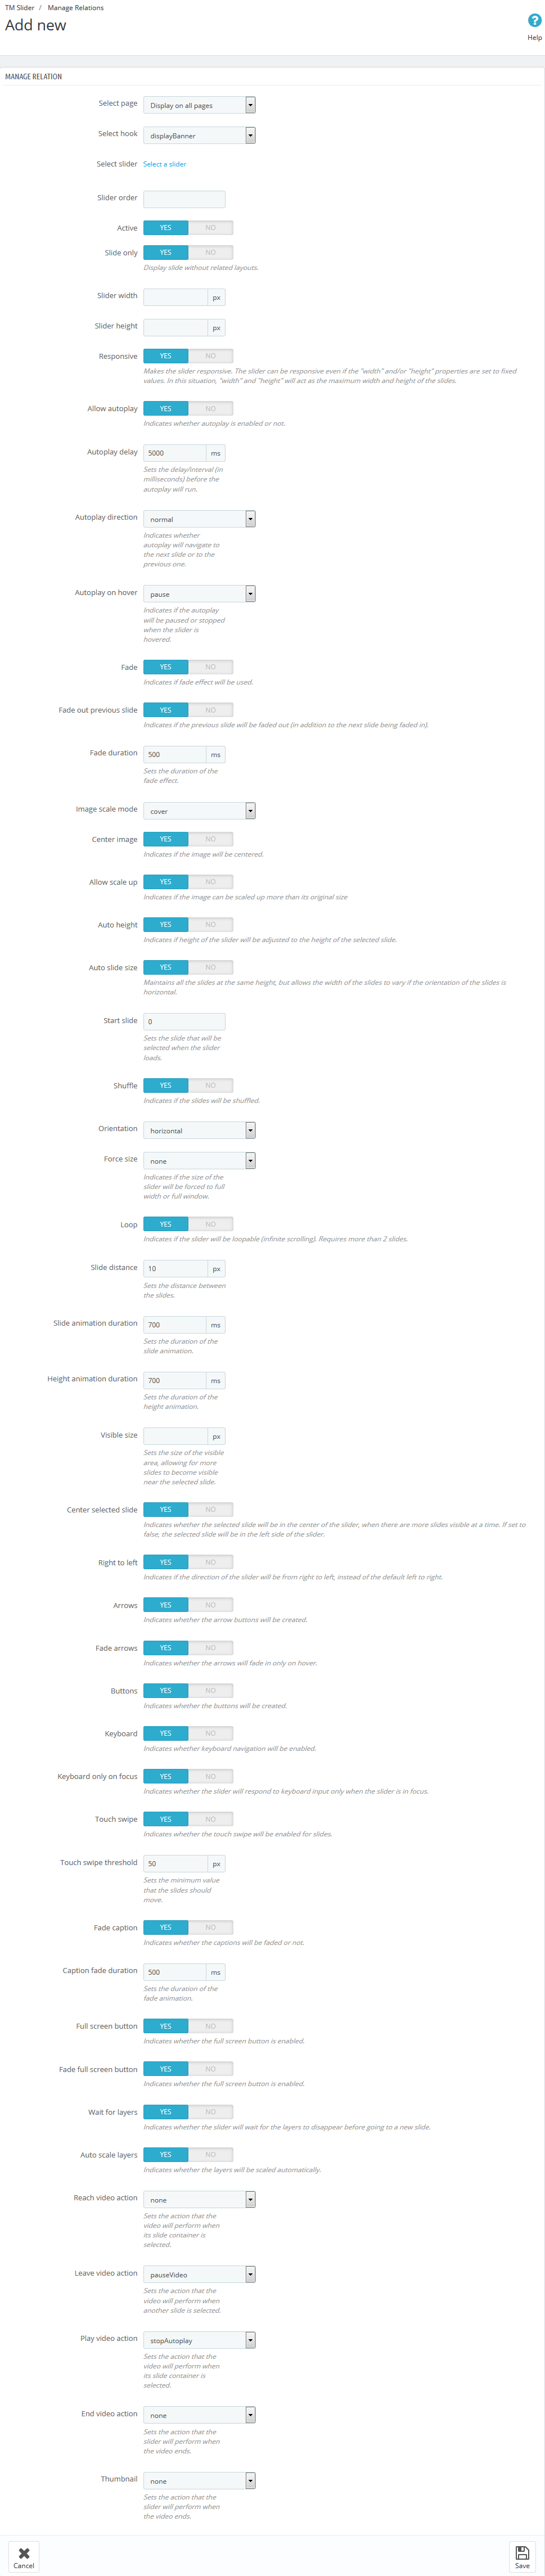 TM Slider / Manage Relations
Add new
Help
MANAGE RELATION
Select page Display on all pages
Select hook displayBanner
Select slider Select a slider
Slider order
Active YES NO
Slide only YES NO
Display slide without related layouts.
Slider width px
Slider height px
Responsive YES NO
Makes the slider responsive. The slider can be responsive even if the "width" and/or "height" properties are set to fixed
values. In this situation, "width" and "height" will act as the maximum width and height of the slides.
Allow autoplay YES NO
Indicates whether autoplay is enabled or not.
Autoplay delay 5000 ms
Sets the delay/interval (in
milliseconds) before the
autoplay will run.
Autoplay direction normal
Indicates whether
autoplay will navigate to
the next slide or to the
previous one.
Autoplay on hover pause
Indicates if the autoplay
will be paused or stopped
when the slider is
hovered.
Fade YES NO
Indicates if fade effect will be used.
Fade out previous slide YES NO
Indicates if the previous slide will be faded out (in addition to the next slide being faded in).
Fade duration 500 ms
Sets the duration of the
fade effect.
Image scale mode cover
Center image YES NO
Indicates if the image will be centered.
Allow scale up YES NO
Indicates if the image can be scaled up more than its original size
Auto height YES NO
Indicates if height of the slider will be adjusted to the height of the selected slide.
Auto slide size YES NO
Maintains all the slides at the same height, but allows the width of the slides to vary if the orientation of the slides is
horizontal.
Start slide 0
Sets the slide that will be
selected when the slider
loads.
Shuffle YES NO
Indicates if the slides will be shuffled.
Orientation horizontal
Force size none
Indicates if the size of the
slider will be forced to full
width or full window.
Loop YES NO
Indicates if the slider will be loopable (infinite scrolling). Requires more than 2 slides.
Slide distance 10 px
Sets the distance between
the slides.
Slide animation duration 700 ms
Sets the duration of the
slide animation.
Height animation duration 700 ms
Sets the duration of the
height animation.
Visible size px
Sets the size of the visible
area, allowing for more
slides to become visible
near the selected slide.
Center selected slide YES NO
Indicates whether the selected slide will be in the center of the slider, when there are more slides visible at a time. If set to
false, the selected slide will be in the left side of the slider.
Right to left YES NO
Indicates if the direction of the slider will be from right to left, instead of the default left to right.
Arrows YES NO
Indicates whether the arrow buttons will be created.
Fade arrows YES NO
Indicates whether the arrows will fade in only on hover.
Buttons YES NO
Indicates whether the buttons will be created.
Keyboard YES NO
Indicates whether keyboard navigation will be enabled.
Keyboard only on focus YES NO
Indicates whether the slider will respond to keyboard input only when the slider is in focus.
Touch swipe YES NO
Indicates whether the touch swipe will be enabled for slides.
Touch swipe threshold 50 px
Sets the minimum value
that the slides should
move.
Fade caption YES NO
Indicates whether the captions will be faded or not.
Caption fade duration 500 ms
Sets the duration of the
fade animation.
Full screen button YES NO
Indicates whether the full screen button is enabled.
Fade full screen button YES NO
Indicates whether the full screen button is enabled.
Wait for layers YES NO
Indicates whether the slider will wait for the layers to disappear before going to a new slide.
Auto scale layers YES NO
Indicates whether the layers will be scaled automatically.
Reach video action none
Sets the action that the
video will perform when
its slide container is
selected.
Leave video action pauseVideo
Sets the action that the
video will perform when
another slide is selected.
Play video action stopAutoplay
Sets the action that the
video will perform when
its slide container is
selected.
End video action none
Sets the action that the
slider will perform when
the video ends.
Thumbnail none
Sets the action that the
slider will perform when
the video ends.
Cancel Save